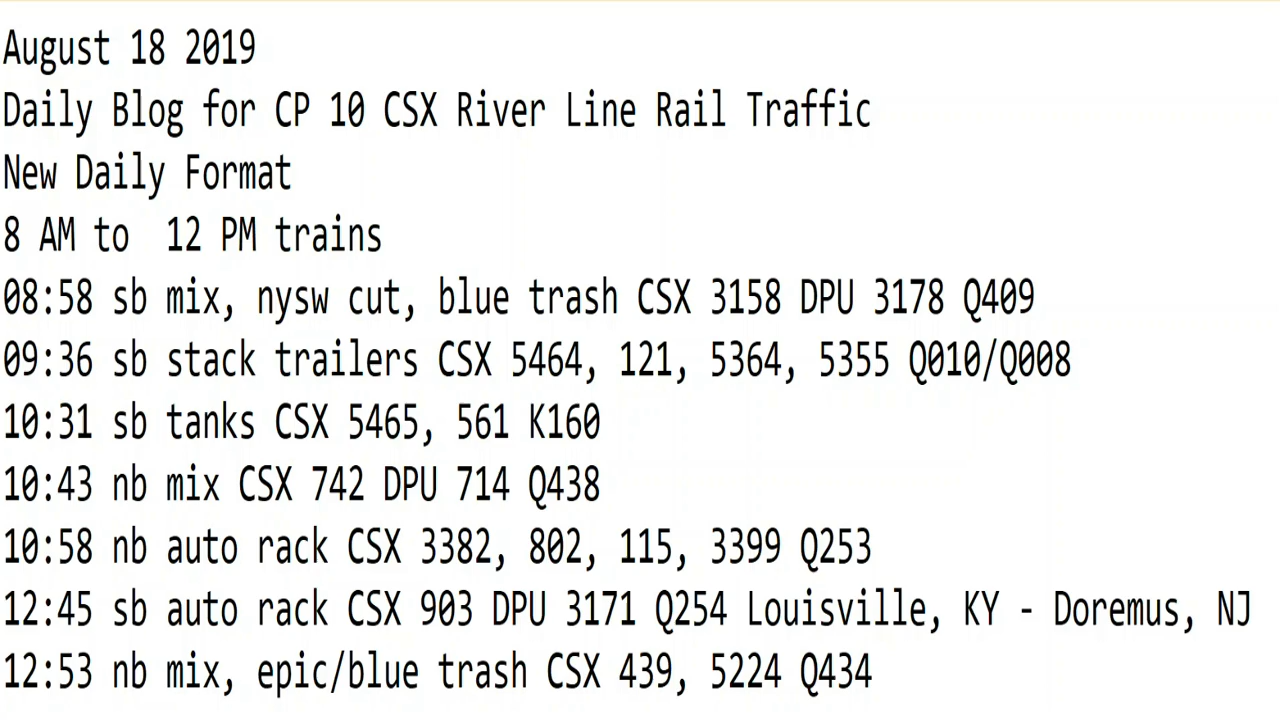 August 18 2019
Daily Blog for CP 10 CSX River Line Rail Traffic
New Daily Format
8 AM to  12 PM trains
08:58 sb mix, nysw cut, blue trash CSX 3158 DPU 3178 Q409
09:36 sb stack trailers CSX 5464, 121, 5364, 5355 Q010/Q008
10:31 sb tanks CSX 5465, 561 K160
10:43 nb mix CSX 742 DPU 714 Q438
10:58 nb auto rack CSX 3382, 802, 115, 3399 Q253
12:45 sb auto rack CSX 903 DPU 3171 Q254 Louisville, KY - Doremus, NJ
12:53 nb mix, epic/blue trash CSX 439, 5224 Q434